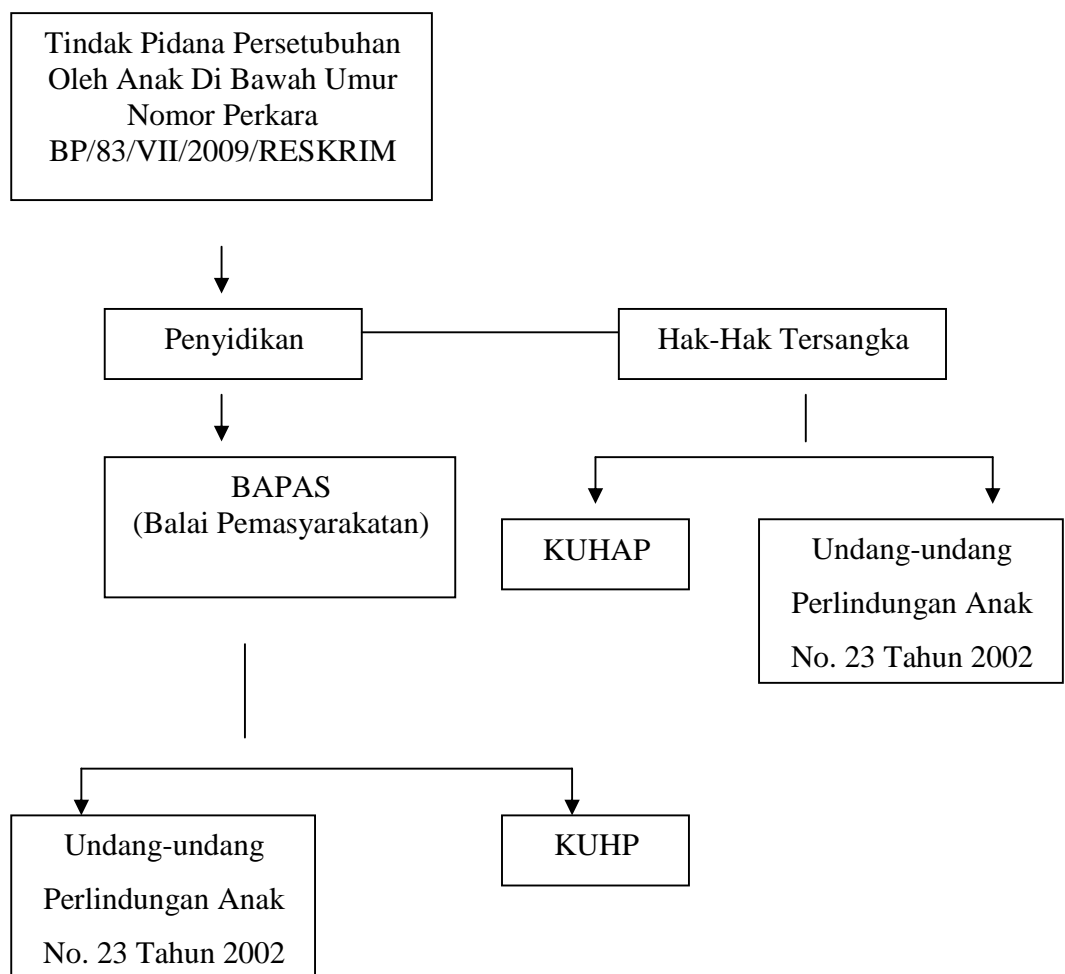 Tindak Pidana Persetubuhan
Oleh Anak Di Bawah Umur
Nomor Perkara
BP/83/VII/2009/RESKRIM
Penyidikan
Hak-Hak Tersangka
BAPAS
(Balai Pemasyarakatan)
KUHAP
Undang-undang
Perlindungan Anak
No. 23 Tahun 2002
Undang-undang
Perlindungan Anak
No. 23 Tahun 2002
KUHP